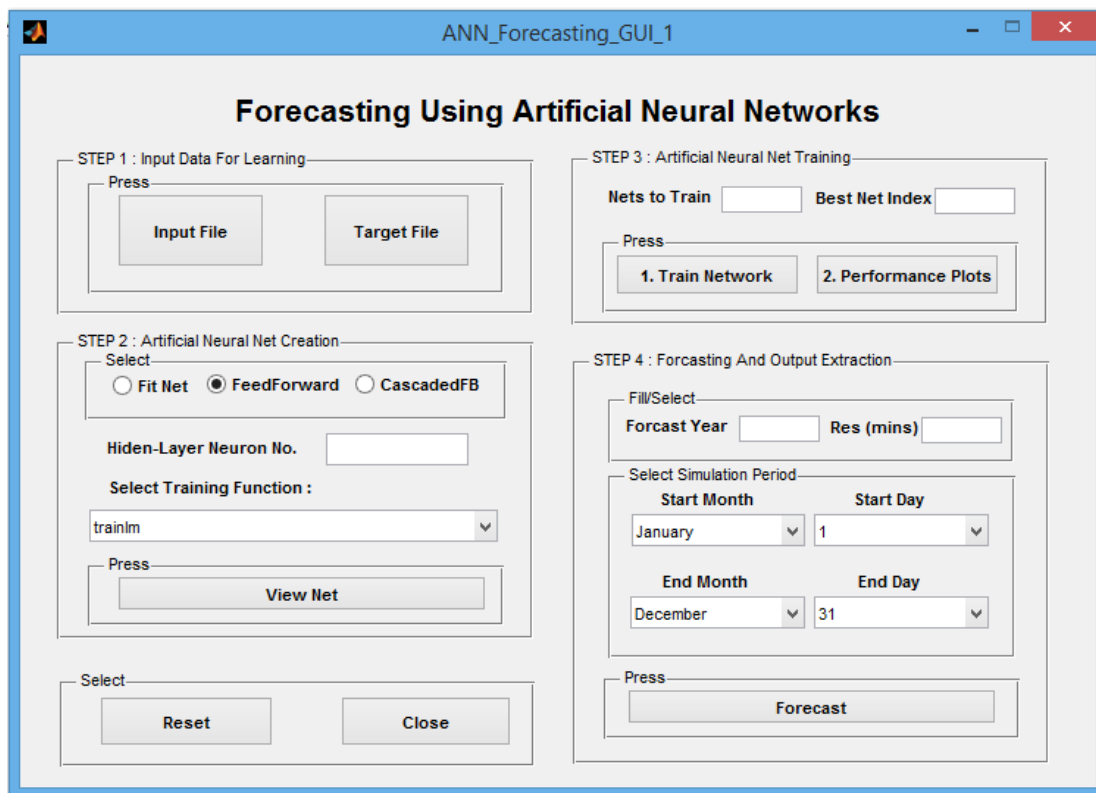 ANN_Forecasting_GUI_1
Forecasting Using Artificial Neural Networks
STEP 1 : Input Data For Learning
Press
Input File
Target File
STEP 2 : Artificial Neural Net Creation
Select
Fit Net
FeedForward
CascadedFB
Hiden-Layer Neuron No.
Select Training Function :
trainlm
Press
View Net
Select
Reset
Close
STEP 3 : Artificial Neural Net Training
Nets to Train
Best Net Index
Press
1. Train Network
2. Performance Plots
STEP 4 : Forcasting And Output Extraction
Fill/Select
Forcast Year
Res (mins)
Select Simulation Period
Start Month
Start Day
January
1
End Month
End Day
December
31
Press
Forecast